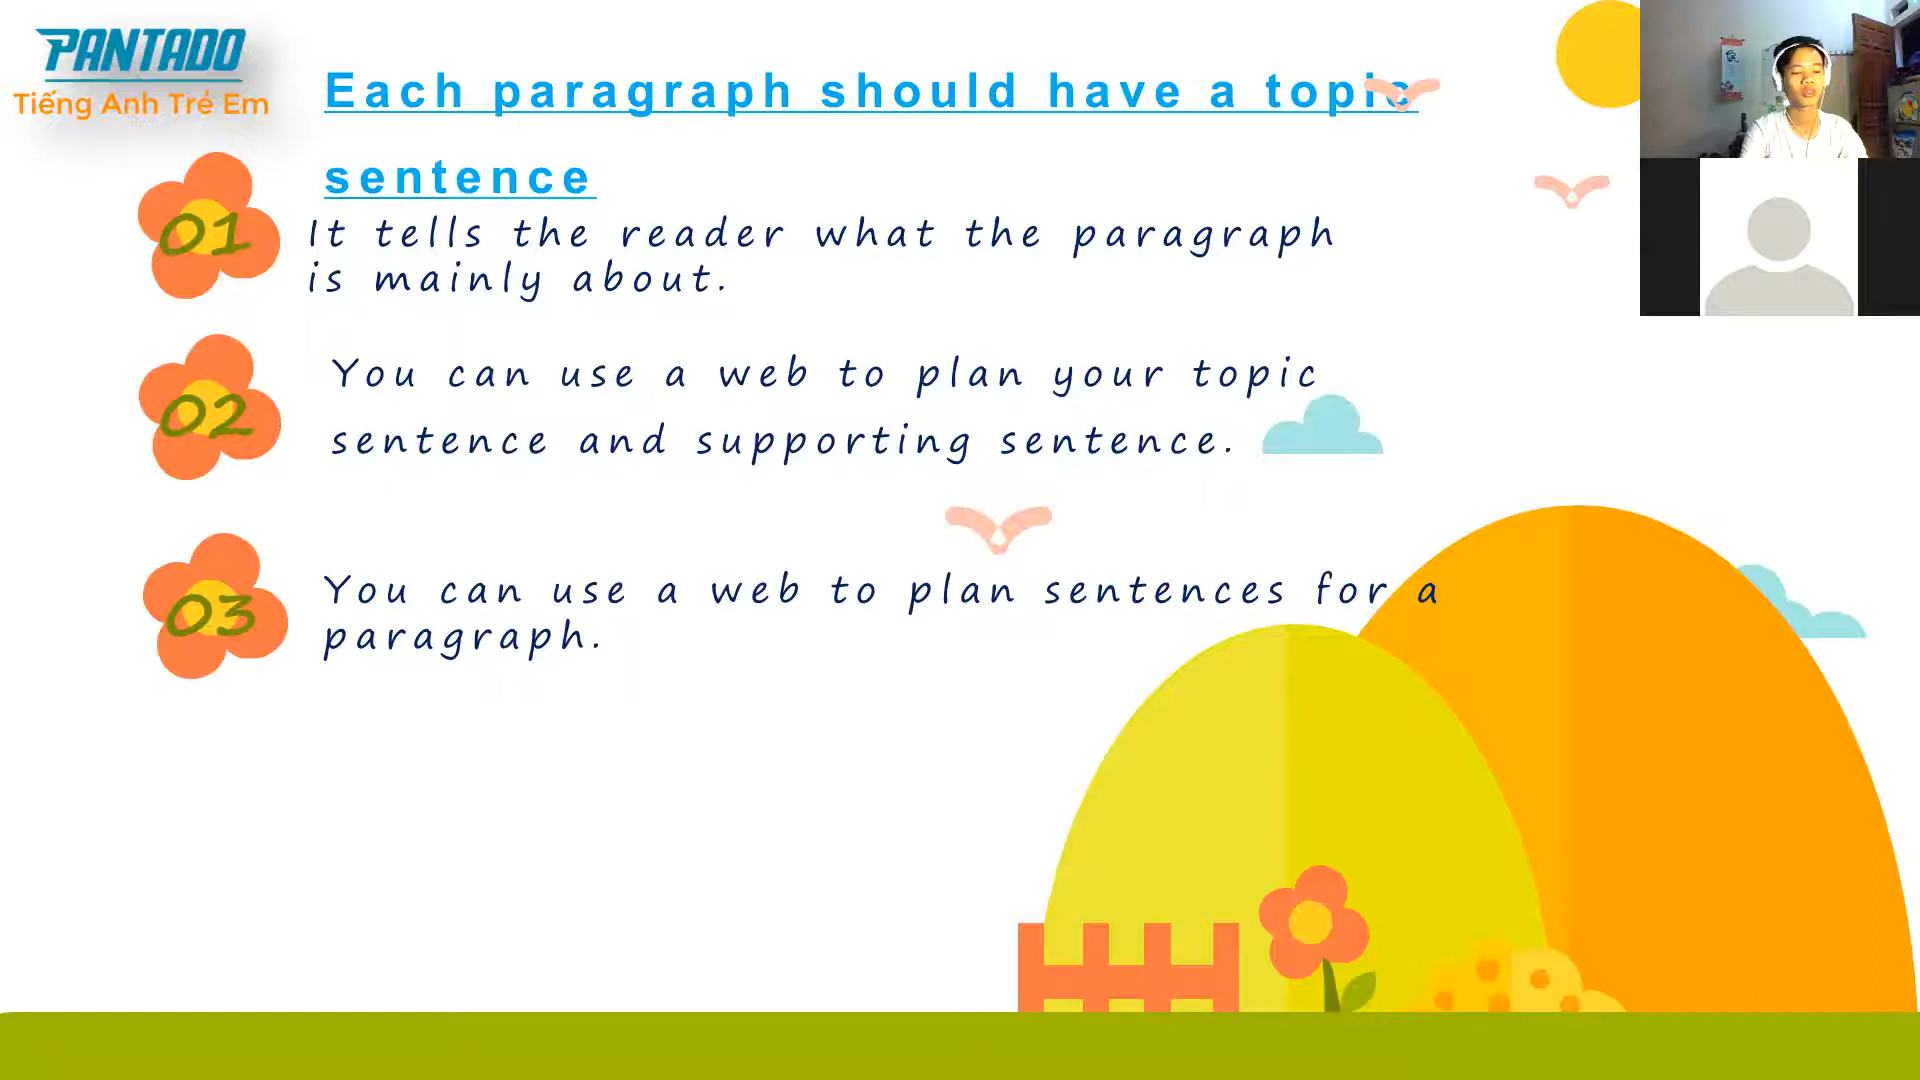 PANTADO
Tiếng Anh Trẻ Em
Each paragraph should have a topic
sentence
01
It tells the reader what the paragraph
is mainly about.
02
You can use a web to plan your topic
sentence and supporting sentence.
03
You can use a web to plan sentences for a
paragraph.